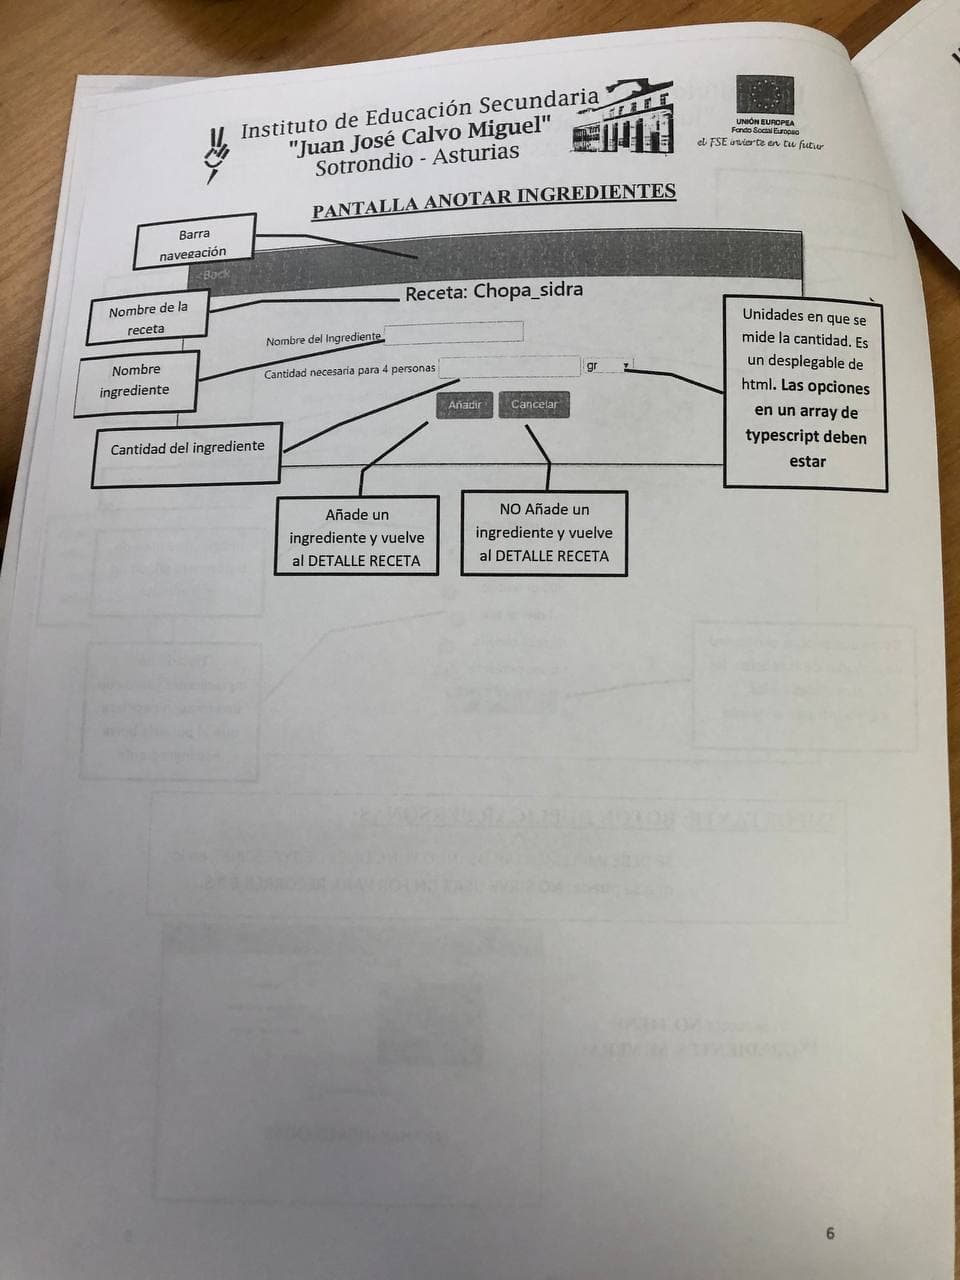 Instituto de Educación Secundaria
"Juan José Calvo Miguel"
Sotrondio - Asturias
UNIÓN EUROPEA
Fondo Social Europeo
el FSE invierte en tu futur
PANTALLA ANOTAR INGREDIENTES
Barra
navegación
<Back
Nombre de la
receta
Receta: Chopa_sidra
Nombre del Ingrediente
Nombre
ingrediente
Cantidad necesaria para 4 personas
gr
Añadir
Cancelar
Unidades en que se
mide la cantidad. Es
un desplegable de
html. Las opciones
en un array de
typescript deben
estar
Cantidad del ingrediente
Añade un
ingrediente y vuelve
al DETALLE RECETA
NO Añade un
ingrediente y vuelve
al DETALLE RECETA
6